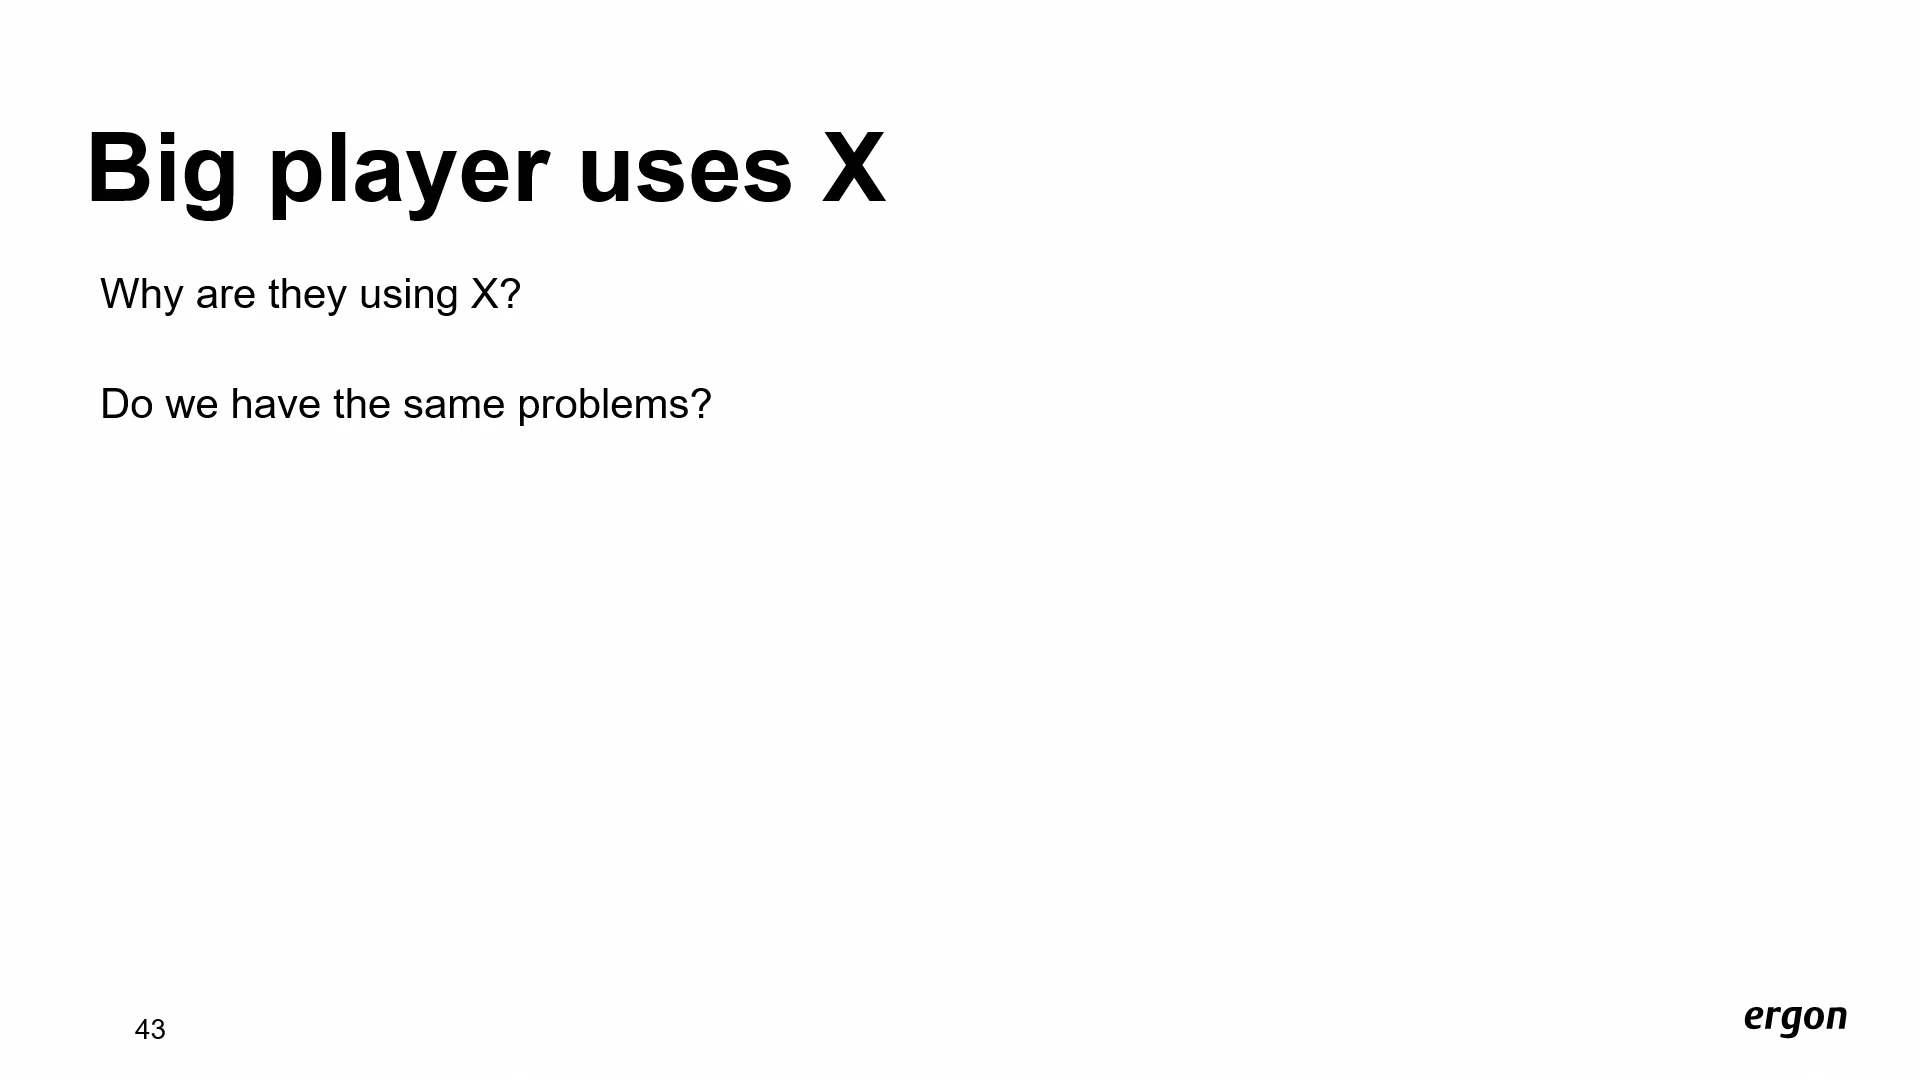 Big player uses X
Why are they using X?
Do we have the same problems?
43
ergon